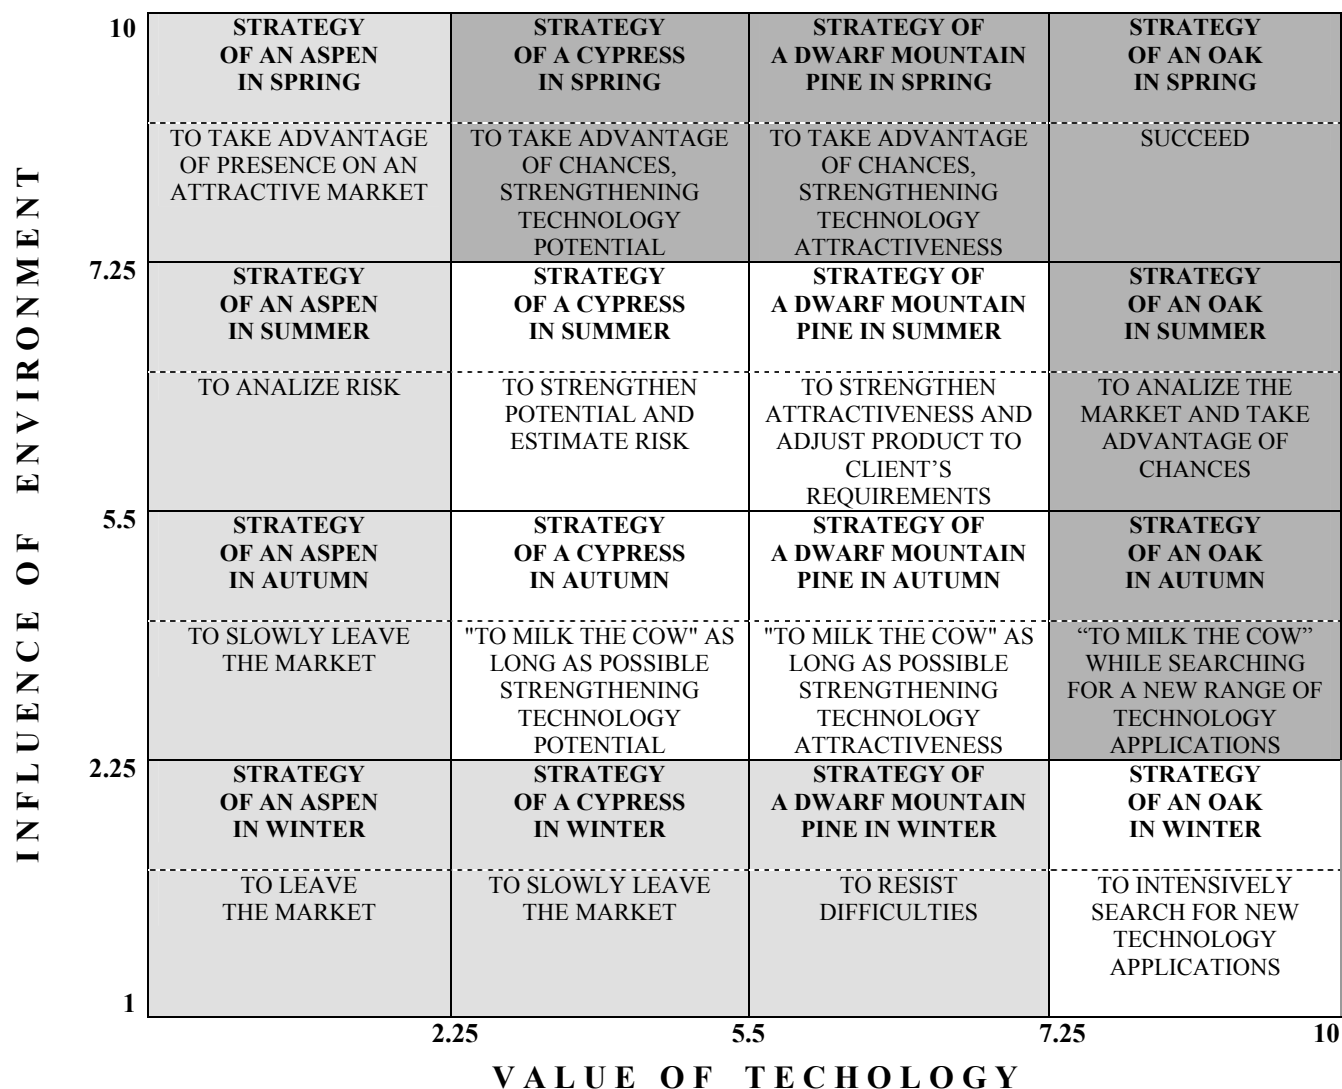 10
STRATEGY
OF AN ASPEN
IN SPRING
STRATEGY
OF A CYPRESS
IN SPRING
STRATEGY OF
A DWARF MOUNTAIN
PINE IN SPRING
STRATEGY
OF AN OAK
IN SPRING
TO TAKE ADVANTAGE
OF PRESENCE ON AN
ATTRACTIVE MARKET
TO TAKE ADVANTAGE
OF CHANCES,
STRENGTHENING
TECHNOLOGY
POTENTIAL
TO TAKE ADVANTAGE
OF CHANCES,
STRENGTHENING
TECHNOLOGY
ATTRACTIVENESS
SUCCEED
7.25
STRATEGY
OF AN ASPEN
IN SUMMER
STRATEGY
OF A CYPRESS
IN SUMMER
STRATEGY OF
A DWARF MOUNTAIN
PINE IN SUMMER
STRATEGY
OF AN OAK
IN SUMMER
TO ANALIZE RISK
TO STRENGTHEN
POTENTIAL AND
ESTIMATE RISK
TO STRENGTHEN
ATTRACTIVENESS AND
ADJUST PRODUCT TO
CLIENT’S
REQUIREMENTS
TO ANALIZE THE
MARKET AND TAKE
ADVANTAGE OF
CHANCES
5.5
STRATEGY
OF AN ASPEN
IN AUTUMN
STRATEGY
OF A CYPRESS
IN AUTUMN
STRATEGY OF
A DWARF MOUNTAIN
PINE IN AUTUMN
STRATEGY
OF AN OAK
IN AUTUMN
TO SLOWLY LEAVE
THE MARKET
"TO MILK THE COW" AS
LONG AS POSSIBLE
STRENGTHENING
TECHNOLOGY
POTENTIAL
"TO MILK THE COW" AS
LONG AS POSSIBLE
STRENGTHENING
TECHNOLOGY
ATTRACTIVENESS
“TO MILK THE COW”
WHILE SEARCHING
FOR A NEW RANGE OF
TECHNOLOGY
APPLICATIONS
2.25
STRATEGY
OF AN ASPEN
IN WINTER
STRATEGY
OF A CYPRESS
IN WINTER
STRATEGY OF
A DWARF MOUNTAIN
PINE IN WINTER
STRATEGY
OF AN OAK
IN WINTER
TO LEAVE
THE MARKET
TO SLOWLY LEAVE
THE MARKET
TO RESIST
DIFFICULTIES
TO INTENSIVELY
SEARCH FOR NEW
TECHNOLOGY
APPLICATIONS
1
2.25
5.5
7.25
10
INFLUENCE OF ENVIRONMENT
VALUE OF TECHOLOGY